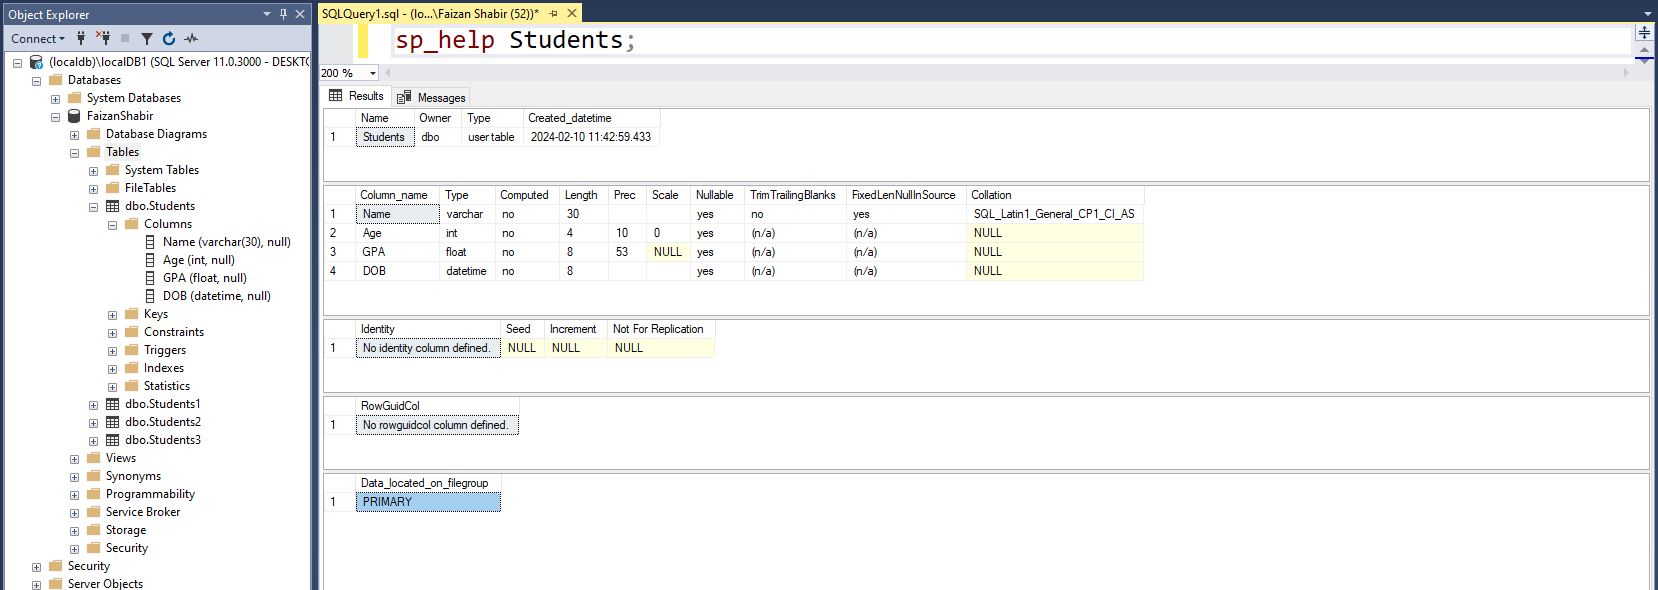 Object Explorer
Connect
(localdb)\localDB1 (SQL Server 11.0.3000 - DESKTO
Databases
System Databases
FaizanShabir
Database Diagrams
Tables
System Tables
FileTables
dbo.Students
Columns
Name (varchar(30), null)
Age (int, null)
GPA (float, null)
DOB (datetime, null)
Keys
Constraints
Triggers
Indexes
Statistics
dbo.Students1
dbo.Students2
dbo.Students3
Views
Synonyms
Programmability
Service Broker
Storage
Security
Security
Server Objects
SQLQuery1.sql - (lo...\Faizan Shabir (52))*
sp_help Students;
200 %
Results Messages
Name Owner Type Created_datetime
1 Students dbo user table 2024-02-10 11:42:59.433
Column_name Type Computed Length Prec Scale Nullable TrimTrailingBlanks FixedLenNullInSource Collation
1 Name varchar no 30 yes no yes SQL_Latin1_General_CP1_CI_AS
2 Age int no 4 10 0 yes (n/a) (n/a) NULL
3 GPA float no 8 53 NULL yes (n/a) (n/a) NULL
4 DOB datetime no 8 yes (n/a) (n/a) NULL
Identity Seed Increment Not For Replication
1 No identity column defined. NULL NULL NULL
RowGuidCol
1 No rowguidcol column defined.
Data_located_on_filegroup
1 PRIMARY